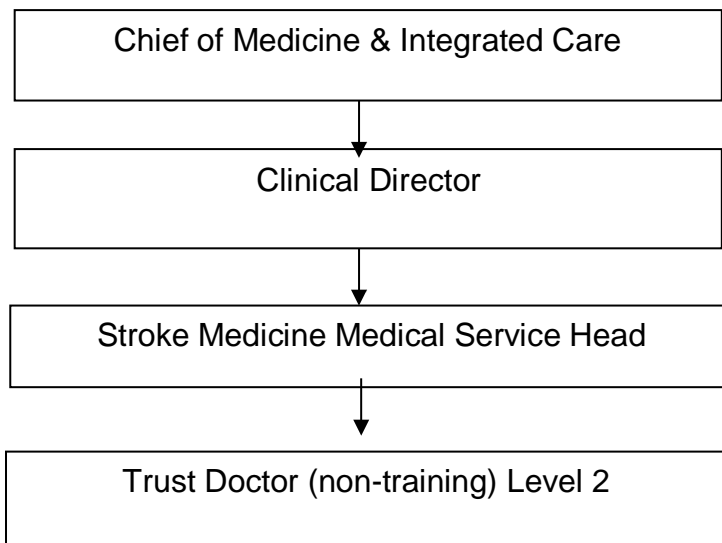 Chief of Medicine & Integrated Care
Clinical Director
Stroke Medicine Medical Service Head
Trust Doctor (non-training) Level 2